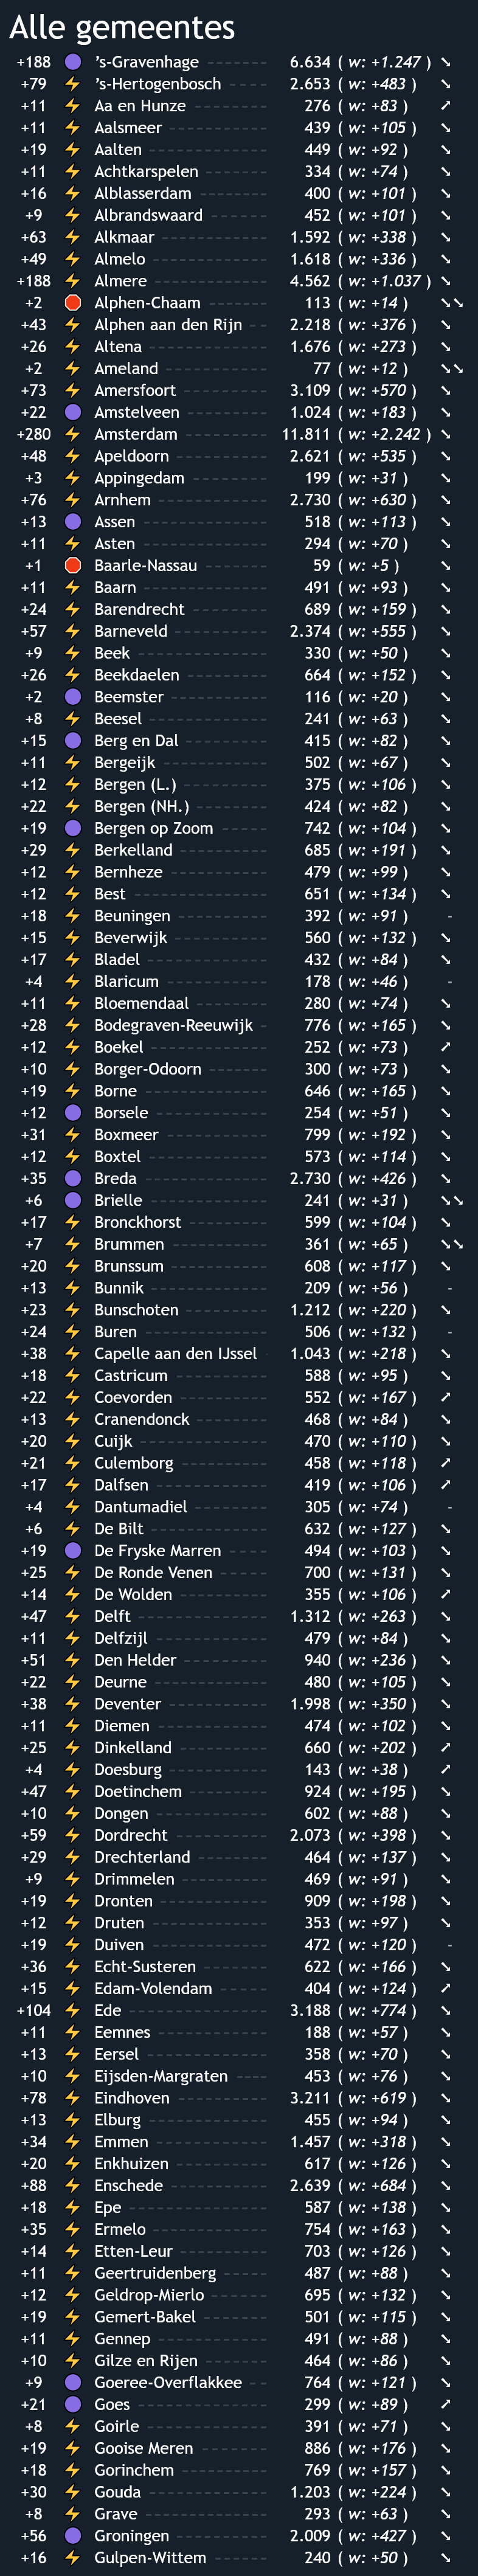 Alle gemeentes
+188 's-Gravenhage 6.634 ( w: +1.247 )
+79 's-Hertogenbosch 2.653 ( w: +483 )
+11 Aa en Hunze 276 ( w: +83 )
+11 Aalsmeer 439 ( w: +105 )
+19 Aalten 449 ( w: +92 )
+11 Achtkarspelen 334 ( w: +74 )
+16 Alblasserdam 400 ( w: +101 )
+9 Albrandswaard 452 ( w: +101 )
+63 Alkmaar 1.592 ( w: +338 )
+49 Almelo 1.618 ( w: +336 )
+188 Almere 4.562 ( w: +1.037 )
+2 Alphen-Chaam 113 ( w: +14 )
+43 Alphen aan den Rijn 2.218 ( w: +376 )
+26 Altena 1.676 ( w: +273 )
+2 Ameland 77 ( w: +12 )
+73 Amersfoort 3.109 ( w: +570 )
+22 Amstelveen 1.024 ( w: +183 )
+280 Amsterdam 11.811 ( w: +2.242 )
+48 Apeldoorn 2.621 ( w: +535 )
+3 Appingedam 199 ( w: +31 )
+76 Arnhem 2.730 ( w: +630 )
+13 Assen 518 ( w: +113 )
+11 Asten 294 ( w: +70 )
+1 Baarle-Nassau 59 ( w: +5 )
+11 Baarn 491 ( w: +93 )
+24 Barendrecht 689 ( w: +159 )
+57 Barneveld 2.374 ( w: +555 )
+9 Beek 330 ( w: +50 )
+26 Beekdaelen 664 ( w: +152 )
+2 Beemster 116 ( w: +20 )
+8 Beesel 241 ( w: +63 )
+15 Berg en Dal 415 ( w: +82 )
+11 Bergeijk 502 ( w: +67 )
+12 Bergen (L.) 375 ( w: +106 )
+22 Bergen (NH.) 424 ( w: +82 )
+19 Bergen op Zoom 742 ( w: +104 )
+29 Berkelland 685 ( w: +191 )
+12 Bernheze 479 ( w: +99 )
+12 Best 651 ( w: +134 )
+18 Beuningen 392 ( w: +91 ) -
+15 Beverwijk 560 ( w: +132 )
+17 Bladel 432 ( w: +84 )
+4 Blaricum 178 ( w: +46 ) -
+11 Bloemendaal 280 ( w: +74 )
+28 Bodegraven-Reeuwijk 776 ( w: +165 )
+12 Boekel 252 ( w: +73 )
+10 Borger-Odoorn 300 ( w: +73 )
+19 Borne 646 ( w: +165 )
+12 Borsele 254 ( w: +51 )
+31 Boxmeer 799 ( w: +192 )
+12 Boxtel 573 ( w: +114 )
+35 Breda 2.730 ( w: +426 )
+6 Brielle 241 ( w: +31 )
+17 Bronckhorst 599 ( w: +104 )
+7 Brummen 361 ( w: +65 )
+20 Brunssum 608 ( w: +117 )
+13 Bunnik 209 ( w: +56 ) -
+23 Bunschoten 1.212 ( w: +220 )
+24 Buren 506 ( w: +132 ) -
+38 Capelle aan den IJssel 1.043 ( w: +218 )
+18 Castricum 588 ( w: +95 )
+22 Coevorden 552 ( w: +167 )
+13 Cranendonck 468 ( w: +84 )
+20 Cuijk 470 ( w: +110 )
+21 Culemborg 458 ( w: +118 )
+17 Dalfsen 419 ( w: +106 )
+4 Dantumadiel 305 ( w: +74 ) -
+6 De Bilt 632 ( w: +127 )
+19 De Fryske Marren 494 ( w: +103 )
+25 De Ronde Venen 700 ( w: +131 )
+14 De Wolden 355 ( w: +106 )
+47 Delft 1.312 ( w: +263 )
+11 Delfzijl 479 ( w: +84 )
+51 Den Helder 940 ( w: +236 )
+22 Deurne 480 ( w: +105 )
+38 Deventer 1.998 ( w: +350 )
+11 Diemen 474 ( w: +102 )
+25 Dinkelland 660 ( w: +202 )
+4 Doesburg 143 ( w: +38 )
+47 Doetinchem 924 ( w: +195 )
+10 Dongen 602 ( w: +88 )
+59 Dordrecht 2.073 ( w: +398 )
+29 Drechterland 464 ( w: +137 )
+9 Drimmelen 469 ( w: +91 )
+19 Dronten 909 ( w: +198 )
+12 Druten 353 ( w: +97 )
+19 Duiven 472 ( w: +120 ) -
+36 Echt-Susteren 622 ( w: +166 )
+15 Edam-Volendam 404 ( w: +124 )
+104 Ede 3.188 ( w: +774 )
+11 Eemnes 188 ( w: +57 )
+13 Eersel 358 ( w: +70 )
+10 Eijsden-Margraten 453 ( w: +76 )
+78 Eindhoven 3.211 ( w: +619 )
+13 Elburg 455 ( w: +94 )
+34 Emmen 1.457 ( w: +318 )
+20 Enkhuizen 617 ( w: +126 )
+88 Enschede 2.639 ( w: +684 )
+18 Epe 587 ( w: +138 )
+35 Ermelo 754 ( w: +163 )
+14 Etten-Leur 703 ( w: +126 )
+11 Geertruidenberg 487 ( w: +88 )
+12 Geldrop-Mierlo 695 ( w: +132 )
+19 Gemert-Bakel 501 ( w: +115 )
+11 Gennep 491 ( w: +88 )
+10 Gilze en Rijen 464 ( w: +86 )
+9 Goeree-Overflakkee 764 ( w: +121 )
+21 Goes 299 ( w: +89 )
+8 Goirle 391 ( w: +71 )
+19 Gooise Meren 886 ( w: +176 )
+18 Gorinchem 769 ( w: +157 )
+30 Gouda 1.203 ( w: +224 )
+8 Grave 293 ( w: +63 )
+56 Groningen 2.009 ( w: +427 )
+16 Gulpen-Wittem 240 ( w: +50 )